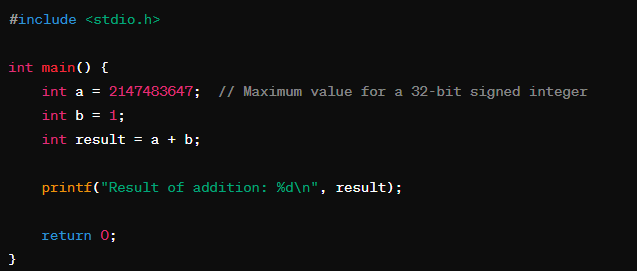 #include <stdio.h>
int main() {
    int a = 2147483647;  // Maximum value for a 32-bit signed integer
    int b = 1;
    int result = a + b;
    printf("Result of addition: %d\n", result);
    return 0;
}